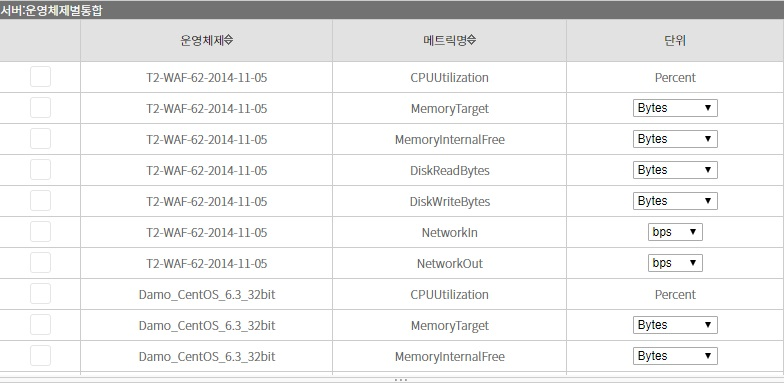 서버:운영체제별통합
운영체제 메트릭명 단위
T2-WAF-62-2014-11-05 CPUUtilization Percent
T2-WAF-62-2014-11-05 MemoryTarget Bytes
T2-WAF-62-2014-11-05 MemoryInternalFree Bytes
T2-WAF-62-2014-11-05 DiskReadBytes Bytes
T2-WAF-62-2014-11-05 DiskWriteBytes Bytes
T2-WAF-62-2014-11-05 NetworkIn bps
T2-WAF-62-2014-11-05 NetworkOut bps
Damo_CentOS_6.3_32bit CPUUtilization Percent
Damo_CentOS_6.3_32bit MemoryTarget Bytes
Damo_CentOS_6.3_32bit MemoryInternalFree Bytes